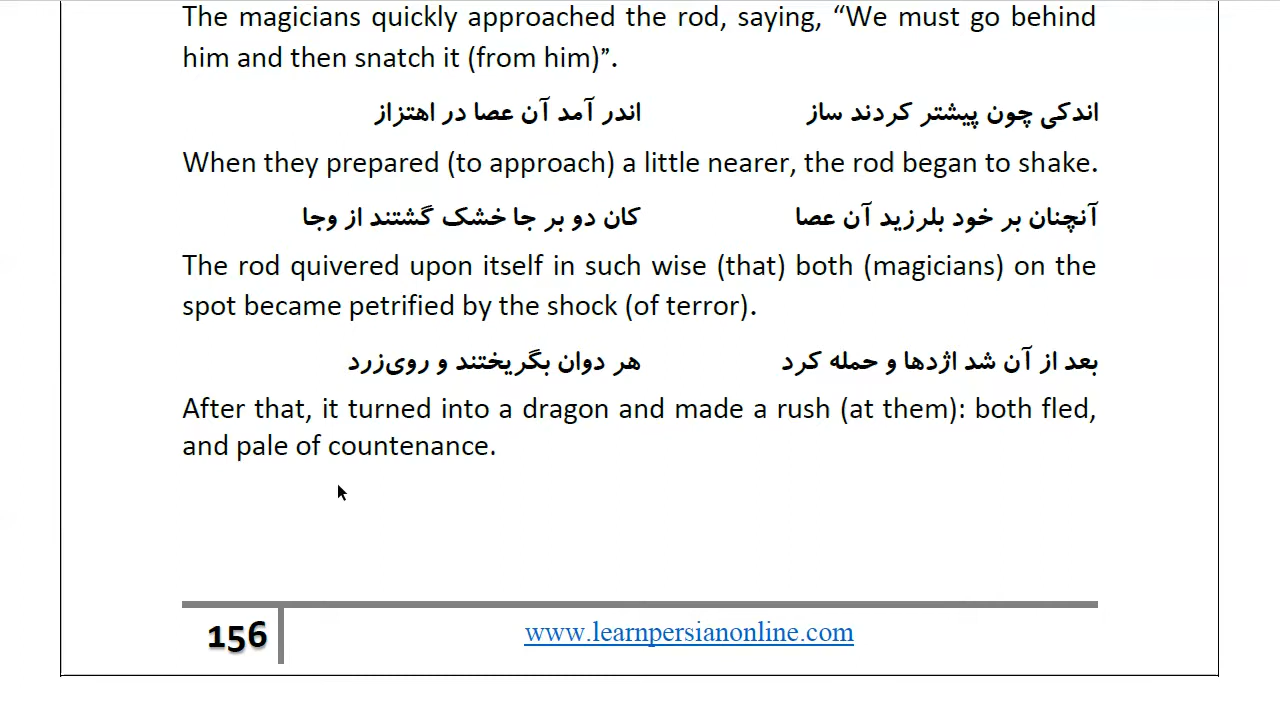 The magicians quickly approached the rod, saying, “We must go behind
him and then snatch it (from him)”.
اندکی چون پیشتر کردند ساز اندر آمد آن عصا در اهتزاز
When they prepared (to approach) a little nearer, the rod began to shake.
آنچنان بر خود بلرزید آن عصا کان دو بر جا خشک گشتند از وجا
The rod quivered upon itself in such wise (that) both (magicians) on the
spot became petrified by the shock (of terror).
بعد از آن شد اژدها و حمله کرد هر دوان بگریختند و روی‌زرد
After that, it turned into a dragon and made a rush (at them): both fled,
and pale of countenance.
156
www.learnpersianonline.com